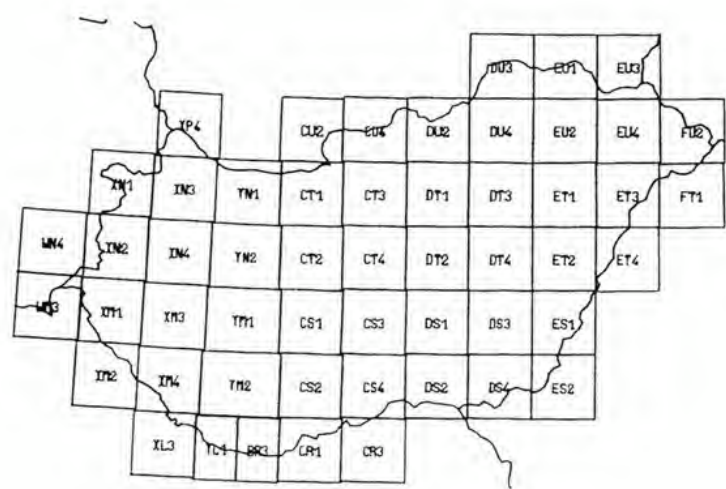 DU3 EU1 EU3
XP4 CU2 CU4 DU2 DU4 EU2 EU4 FU2
XN1 XN3 YN1 CT1 CT3 DT1 DT3 ET1 ET3 FT1
WN4 XN2 XN4 YN2 CT2 CT4 DT2 DT4 ET2 ET4
WM3 XM1 XM3 YM1 CS1 CS3 DS1 DS3 ES1
XM2 XM4 YM2 CS2 CS4 DS2 DS4 ES2
XL3 YL1 BR3 CR1 CR3